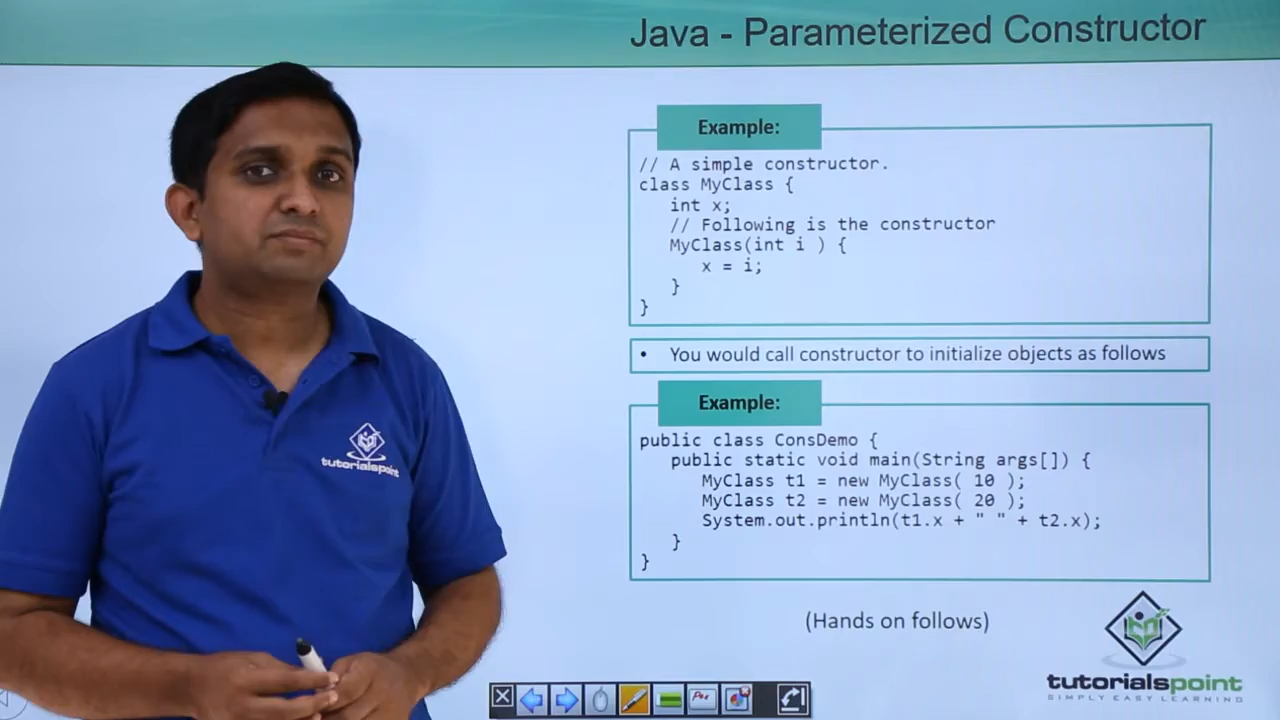 Java - Parameterized Constructor
Example:
// A simple constructor.
class MyClass {
int x;
// Following is the constructor
MyClass(int i ) {
x = i;
}
}
• You would call constructor to initialize objects as follows
Example:
public class ConsDemo {
public static void main(String args[]) {
MyClass t1 = new MyClass( 10 );
MyClass t2 = new MyClass( 20 );
System.out.println(t1.x + " " + t2.x);
}
}
(Hands on follows)
tutorialspoint
SIMPLY EASY LEARNING
tutorialspoint